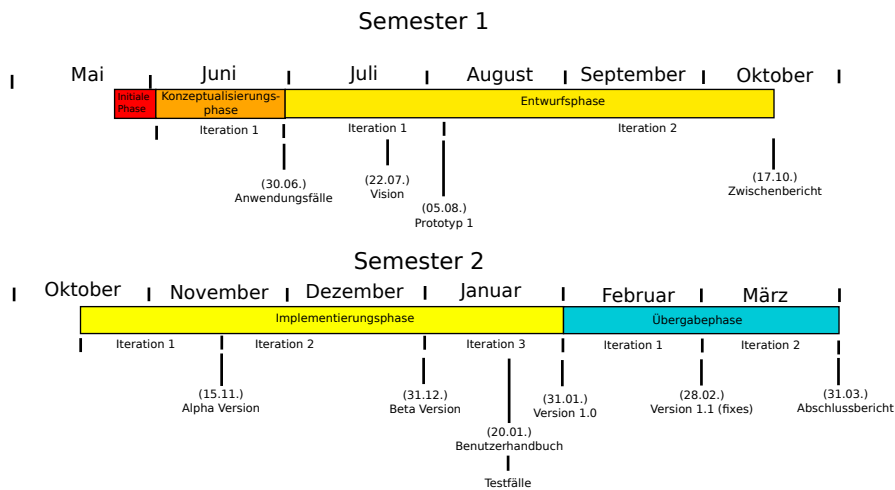 Semester 1
Mai Juni Juli August September Oktober
Initiale
Phase
Konzeptualisierungs-
phase
Entwurfsphase
Iteration 1 Iteration 1 Iteration 2
(30.06.)
Anwendungsfälle
(22.07.)
Vision
(05.08.)
Prototyp 1
(17.10.)
Zwischenbericht
Semester 2
Oktober November Dezember Januar Februar März
Implementierungsphase Übergabephase
Iteration 1 Iteration 2 Iteration 3 Iteration 1 Iteration 2
(15.11.)
Alpha Version
(31.12.)
Beta Version
(20.01.)
Benutzerhandbuch
Testfälle
(31.01.)
Version 1.0
(28.02.)
Version 1.1 (fixes)
(31.03.)
Abschlussbericht